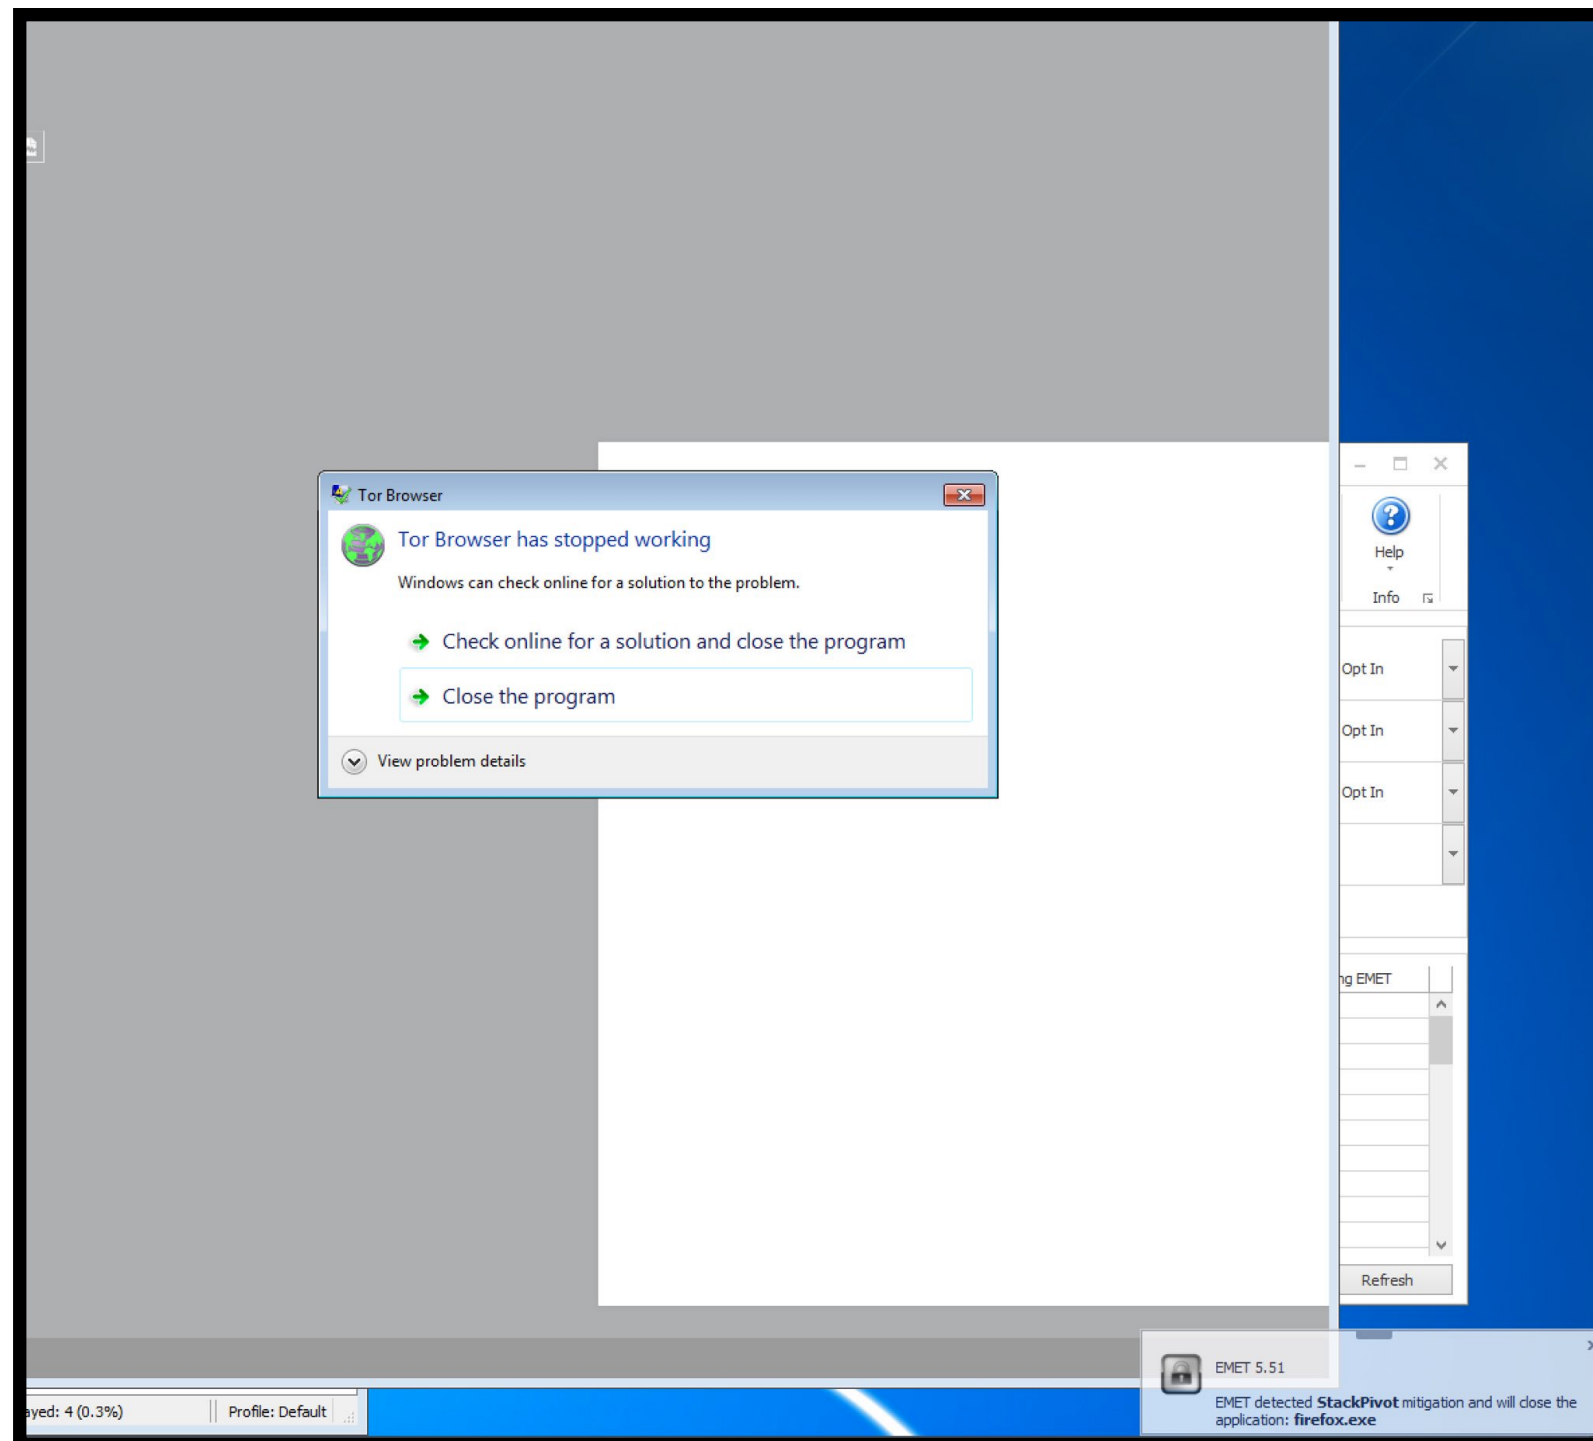 Tor Browser
Tor Browser has stopped working
Windows can check online for a solution to the problem.
Check online for a solution and close the program
Close the program
View problem details
Help
Info
Opt In
Opt In
Opt In
EMET
Refresh
EMET 5.51
EMET detected StackPivot mitigation and will close the
application: firefox.exe
4 (0.3%)
Profile: Default